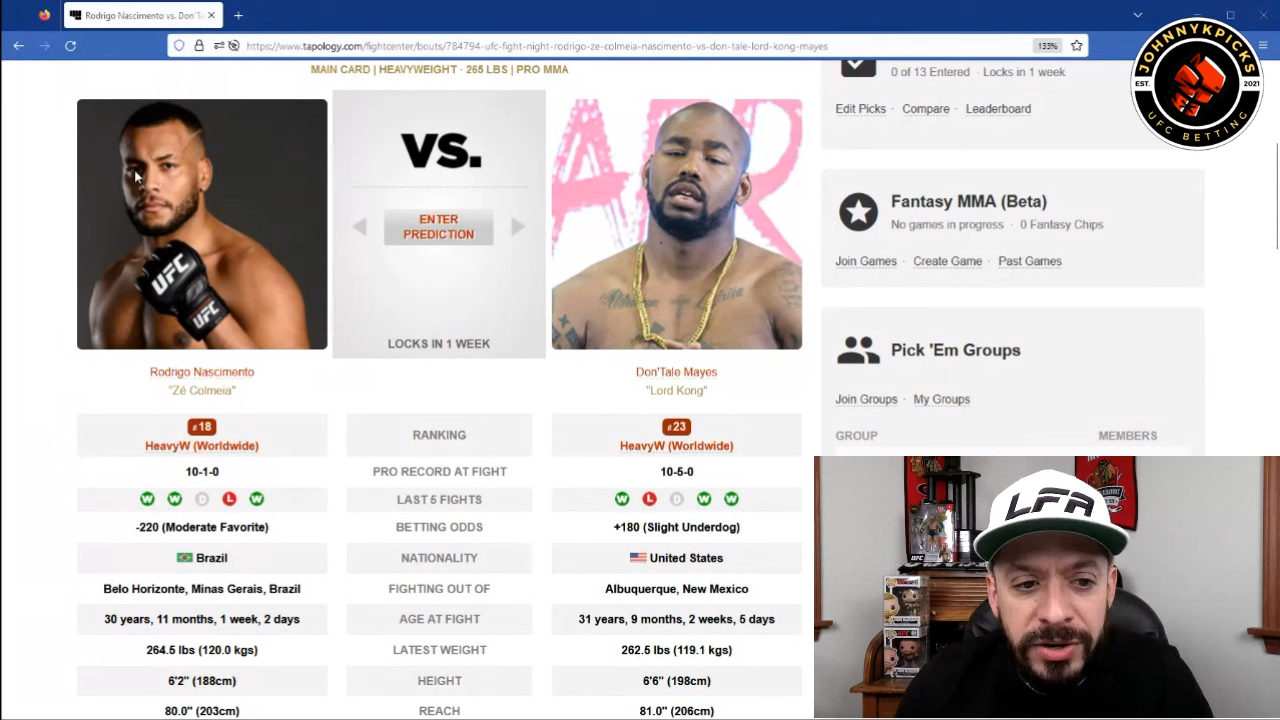 Rodrigo Nascimento vs. Don'T
https://www.tapology.com/fightcenter/bouts/784794-ufc-fight-night-rodrigo-ze-colmeia-nascimento-vs-don-tale-lord-kong-mayes
133%
JOHNNYKPICKS
EST. 2021
UFC BETTING
MAIN CARD | HEAVYWEIGHT · 265 LBS | PRO MMA
0 of 13 Entered · Locks in 1 week
Edit Picks · Compare · Leaderboard
VS.
ENTER
PREDICTION
LOCKS IN 1 WEEK
UFC
UFC
Fantasy MMA (Beta)
No games in progress · 0 Fantasy Chips
Join Games · Create Game · Past Games
Pick 'Em Groups
Join Groups · My Groups
GROUP MEMBERS
Rodrigo Nascimento Don'Tale Mayes
"Zé Colmeia" "Lord Kong"
#18 RANKING #23
HeavyW (Worldwide) HeavyW (Worldwide)
10-1-0 PRO RECORD AT FIGHT 10-5-0
W W D L W LAST 5 FIGHTS W L D W W
-220 (Moderate Favorite) BETTING ODDS +180 (Slight Underdog)
Brazil NATIONALITY United States
Belo Horizonte, Minas Gerais, Brazil FIGHTING OUT OF Albuquerque, New Mexico
30 years, 11 months, 1 week, 2 days AGE AT FIGHT 31 years, 9 months, 2 weeks, 5 days
264.5 lbs (120.0 kgs) LATEST WEIGHT 262.5 lbs (119.1 kgs)
6'2" (188cm) HEIGHT 6'6" (198cm)
80.0" (203cm) REACH 81.0" (206cm)
LFA